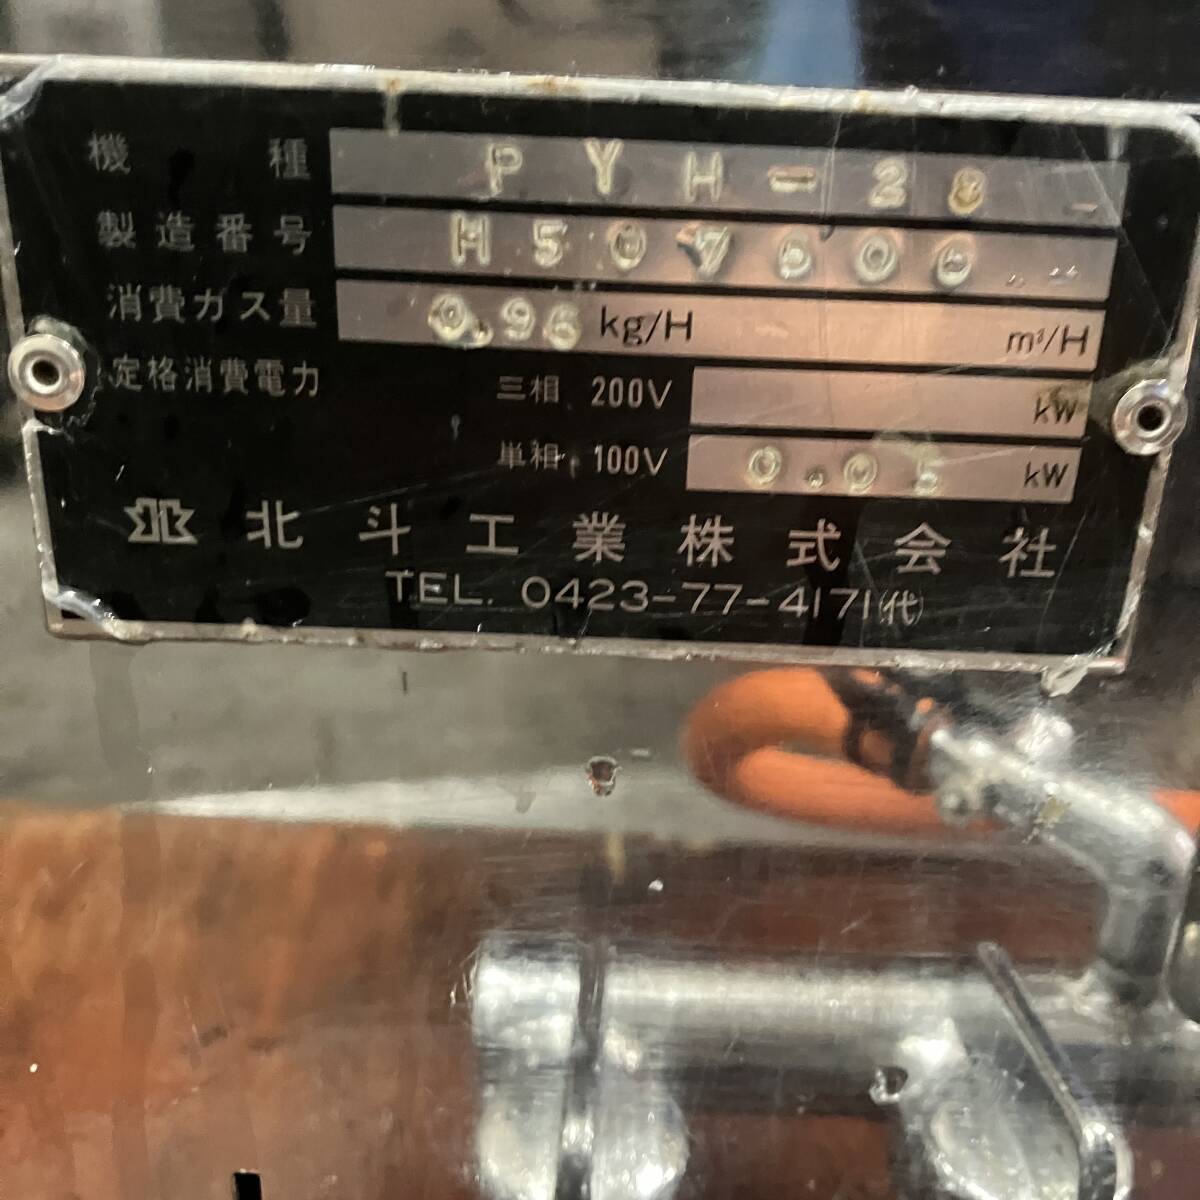 機種 PYH-28
製造番号 H507606
消費ガス量 0.96 kg/H m³/H
定格消費電力 三相 200V kW
単相 100V 0.05 kW
北斗工業株式会社
TEL. 0423-77-4171(代)